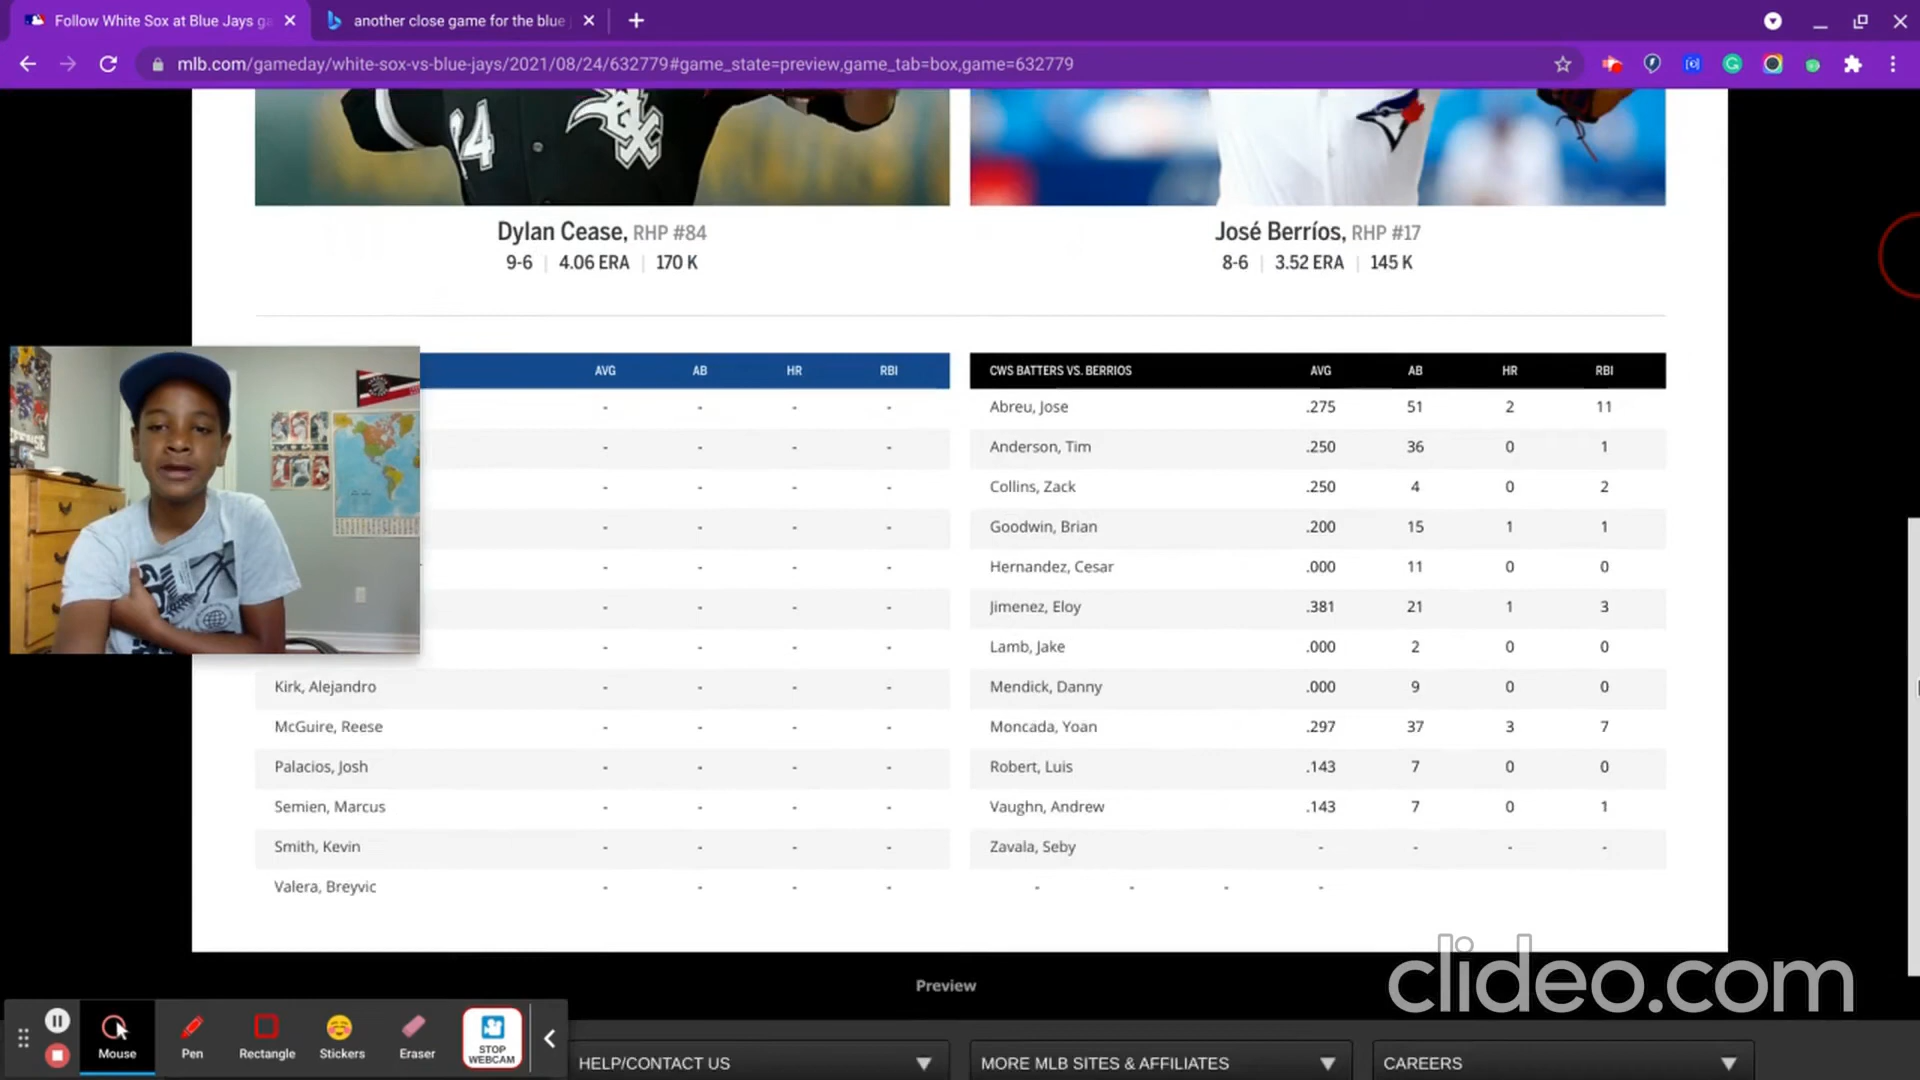 Follow White Sox at Blue Jays ga
another close game for the blue j
mlb.com/gameday/white-sox-vs-blue-jays/2021/08/24/632779#game_state=preview,game_tab=box,game=632779
Dylan Cease, RHP #84
9-6 | 4.06 ERA | 170 K
José Berríos, RHP #17
8-6 | 3.52 ERA | 145 K
AVG AB HR RBI
- - - -
- - - -
- - - -
- - - -
- - - -
- - - -
- - - -
Kirk, Alejandro - - - -
McGuire, Reese - - - -
Palacios, Josh - - - -
Semien, Marcus - - - -
Smith, Kevin - - - -
Valera, Breyvic - - - -
CWS BATTERS VS. BERRIOS AVG AB HR RBI
Abreu, Jose .275 51 2 11
Anderson, Tim .250 36 0 1
Collins, Zack .250 4 0 2
Goodwin, Brian .200 15 1 1
Hernandez, Cesar .000 11 0 0
Jimenez, Eloy .381 21 1 3
Lamb, Jake .000 2 0 0
Mendick, Danny .000 9 0 0
Moncada, Yoan .297 37 3 7
Robert, Luis .143 7 0 0
Vaughn, Andrew .143 7 0 1
Zavala, Seby - - - -
- - - -
Preview
clideo.com
Mouse Pen Rectangle Stickers Eraser STOP WEBCAM
HELP/CONTACT US MORE MLB SITES & AFFILIATES CAREERS